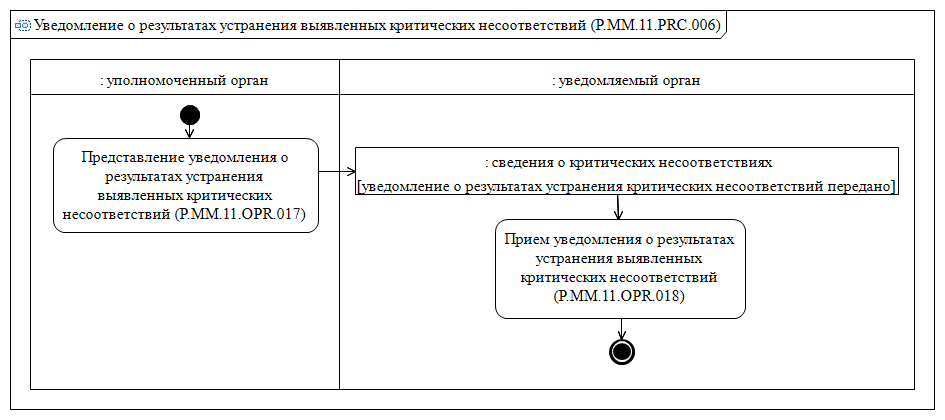 Уведомление о результатах устранения выявленных критических несоответствий (P.MM.11.PRC.006)
: уполномоченный орган
: уведомляемый орган
Представление уведомления о
результатах устранения
выявленных критических
несоответствий (P.MM.11.OPR.017)
: сведения о критических несоответствиях
[уведомление о результатах устранения критических несоответствий передано]
Прием уведомления о результатах
устранения выявленных
критических несоответствий
(P.MM.11.OPR.018)